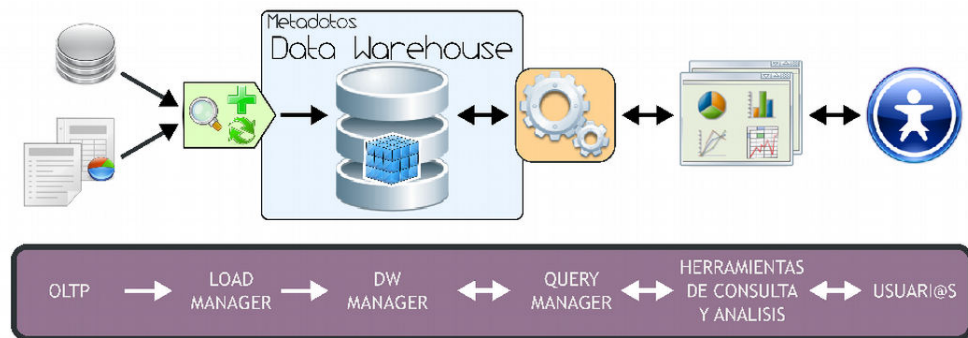 Metadatos
Data Warehouse
OLTP
LOAD
MANAGER
DW
MANAGER
QUERY
MANAGER
HERRAMIENTAS
DE CONSULTA
Y ANALISIS
USUARI@S